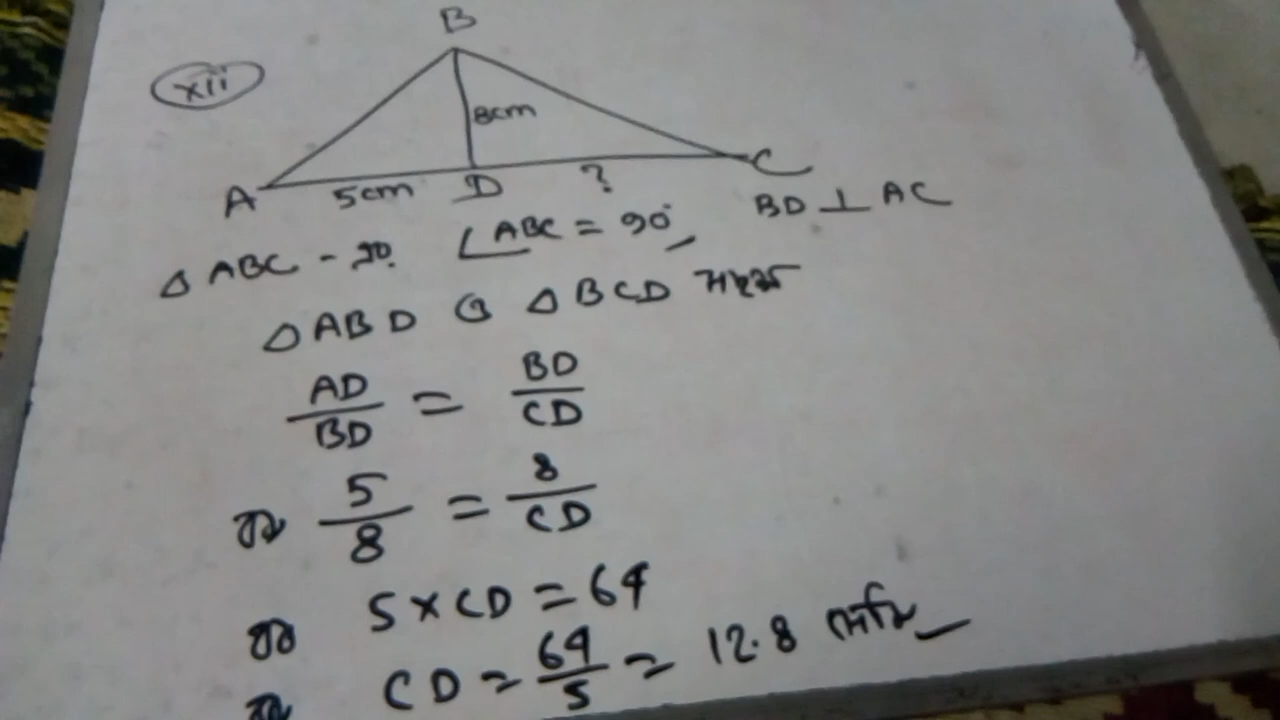 B
xii
8cm
A 5cm D ? C
BD ⊥ AC
△ ABC - এর ∠ABC = 90°,
△ ABD ও △ BCD সদৃশ
AD/BD = BD/CD
বা 5/8 = 8/CD
বা 5 × CD = 64
বা CD = 64/5 = 12.8 সেমি